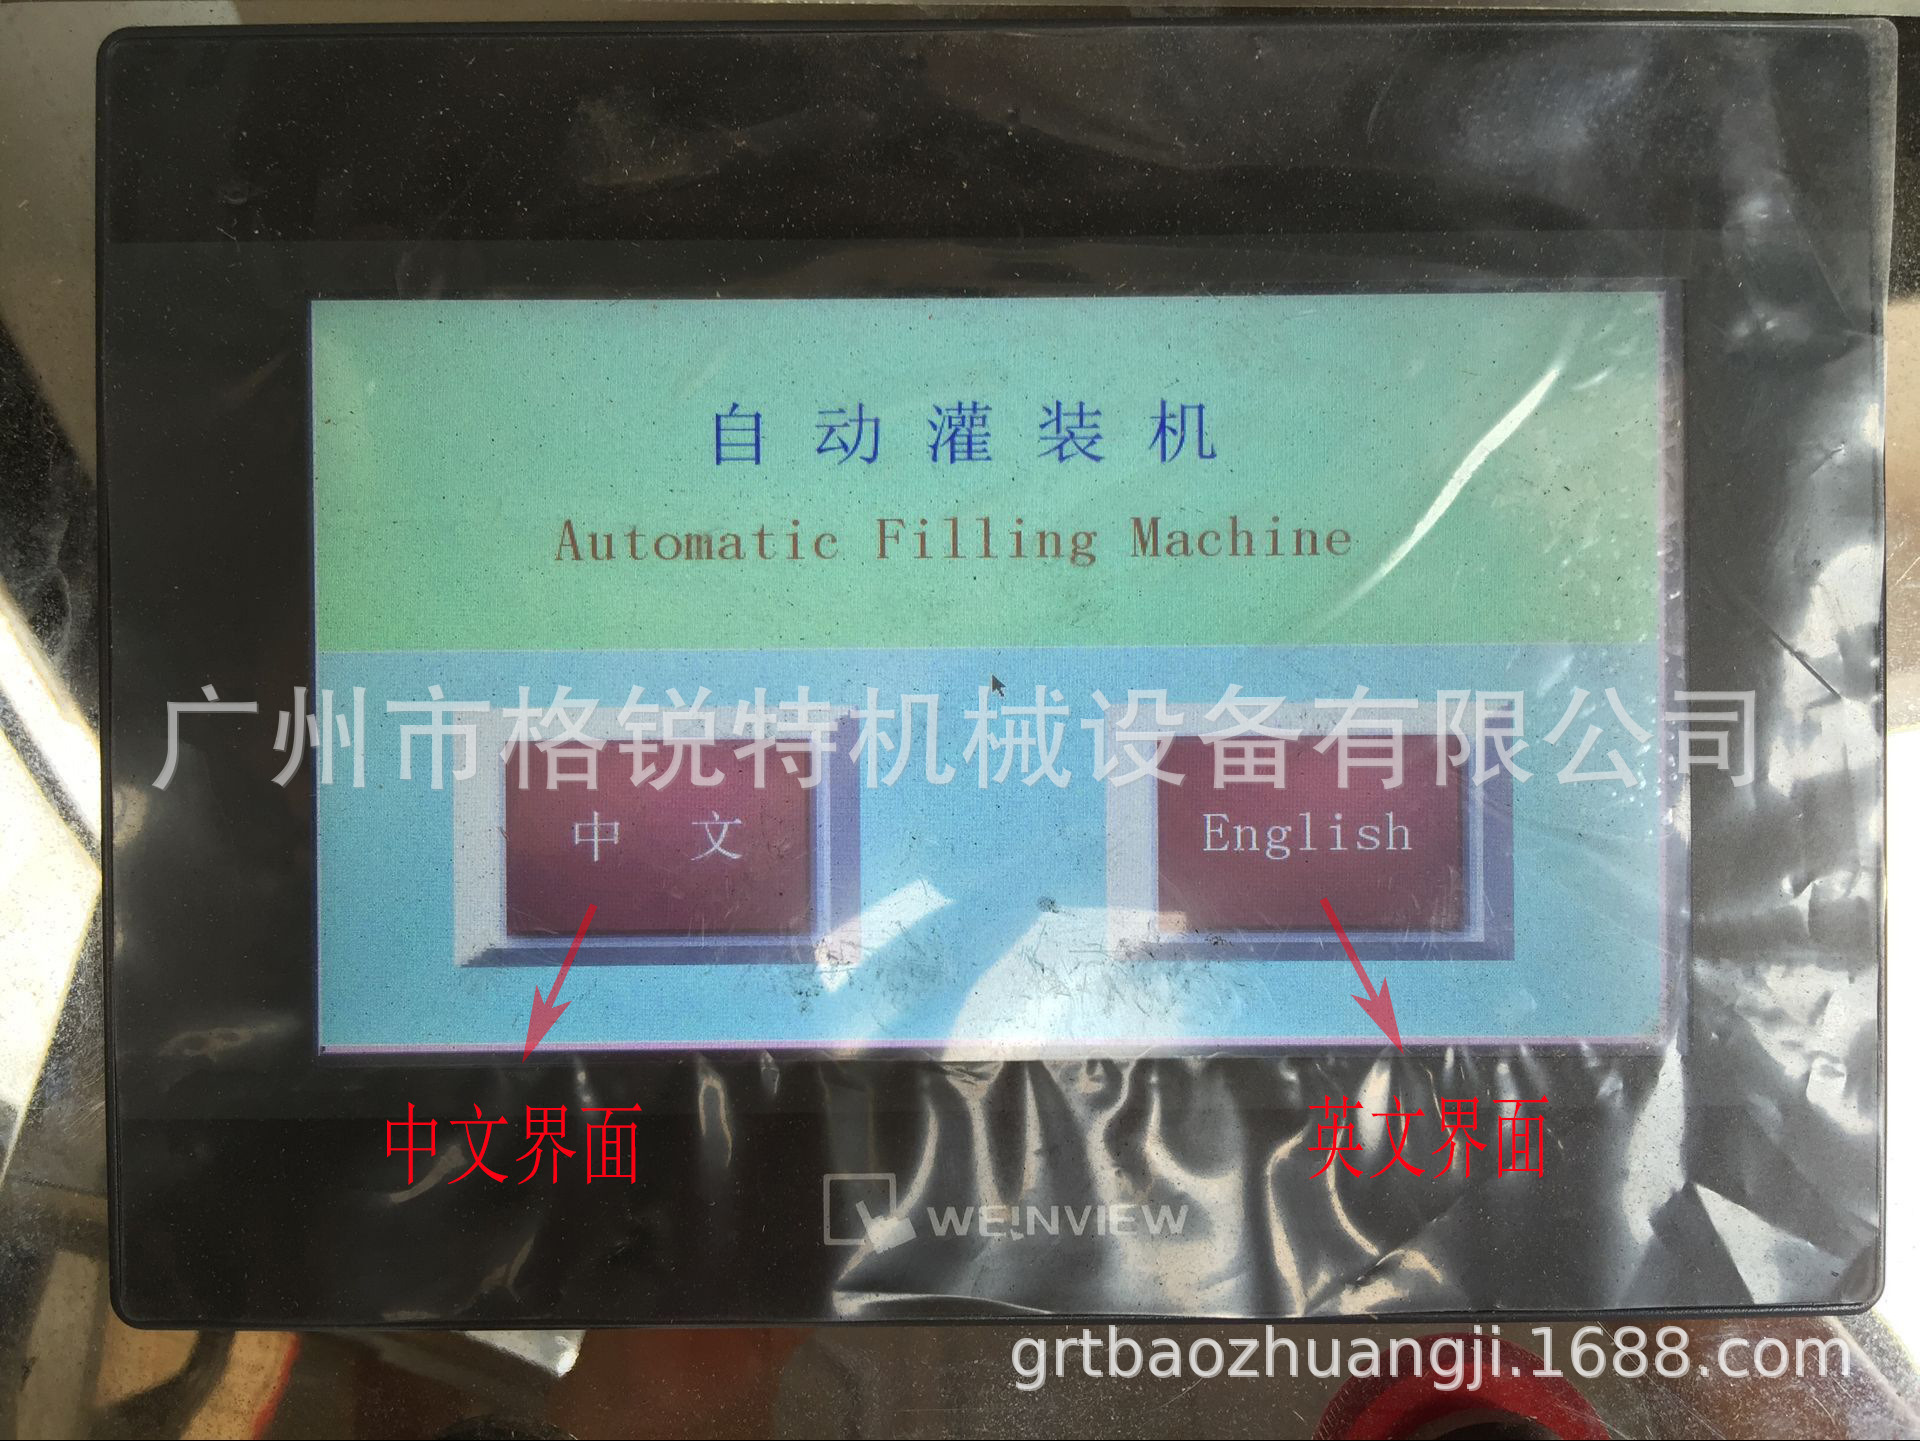 自动灌装机
Automatic Filling Machine
广州市格锐特机械设备有限公司
中 文
English
中文界面
英文界面
WEINVIEW
grtbaozhuangji.1688.com